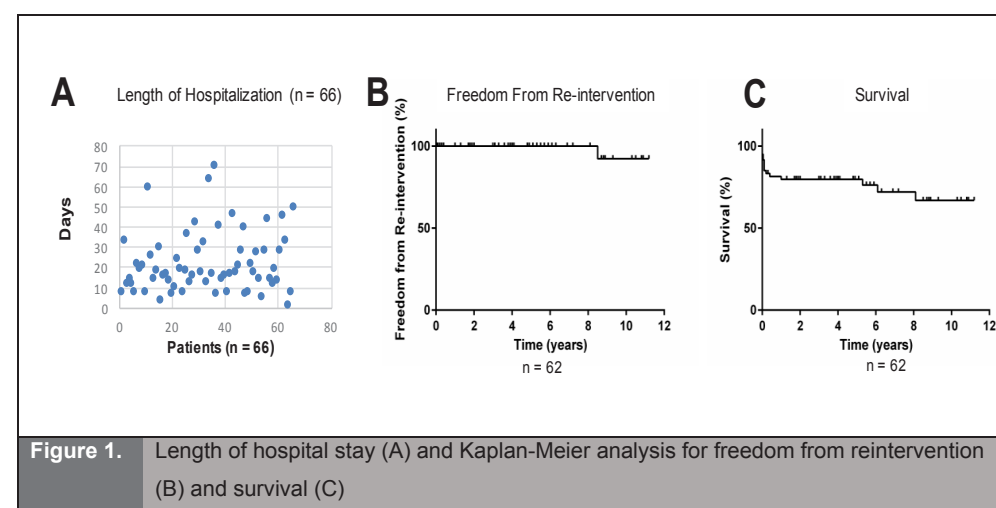 A
Length of Hospitalization (n = 66)
Days
80
70
60
50
40
30
20
10
0
0 20 40 60 80
Patients (n = 66)
B
Freedom From Re-intervention
Freedom from Re-intervention (%)
100
50
0
0 2 4 6 8 10 12
Time (years)
n = 62
C
Survival
Survival (%)
100
50
0
0 2 4 6 8 10 12
Time (years)
n = 62
Figure 1. Length of hospital stay (A) and Kaplan-Meier analysis for freedom from reintervention
(B) and survival (C)